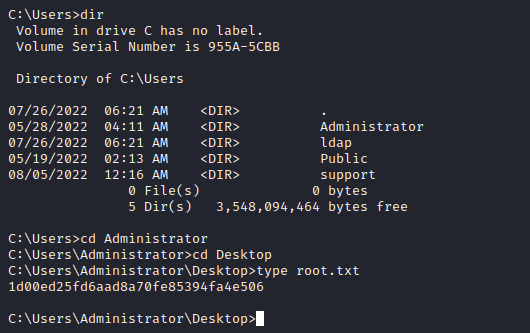 C:\Users>dir
 Volume in drive C has no label.
 Volume Serial Number is 955A-5CBB

 Directory of C:\Users

07/26/2022  06:21 AM    <DIR>          .
05/28/2022  04:11 AM    <DIR>          Administrator
07/26/2022  06:21 AM    <DIR>          ldap
05/19/2022  02:13 AM    <DIR>          Public
08/05/2022  12:16 AM    <DIR>          support
               0 File(s)              0 bytes
               5 Dir(s)   3,548,094,464 bytes free

C:\Users>cd Administrator
C:\Users\Administrator>cd Desktop
C:\Users\Administrator\Desktop>type root.txt
1d00ed25fd6aad8a70fe85394fa4e506

C:\Users\Administrator\Desktop>